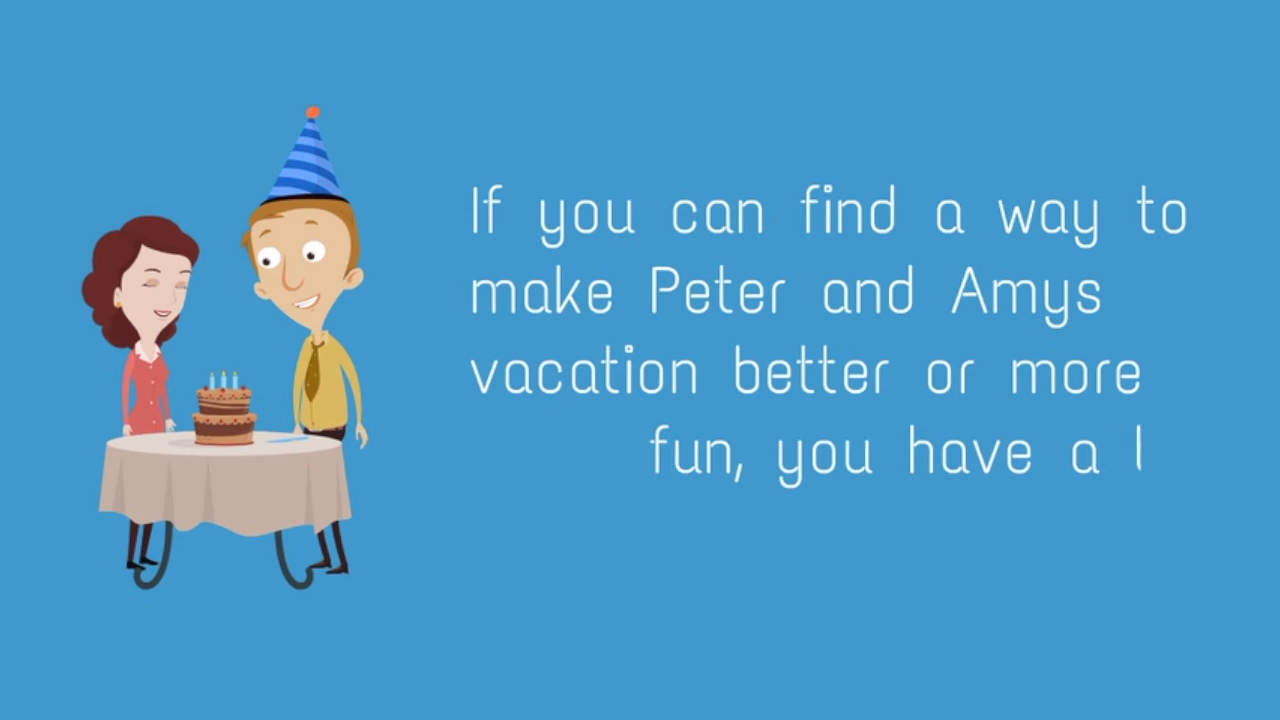 If you can find a way to
make Peter and Amys
vacation better or more
fun, you have a l